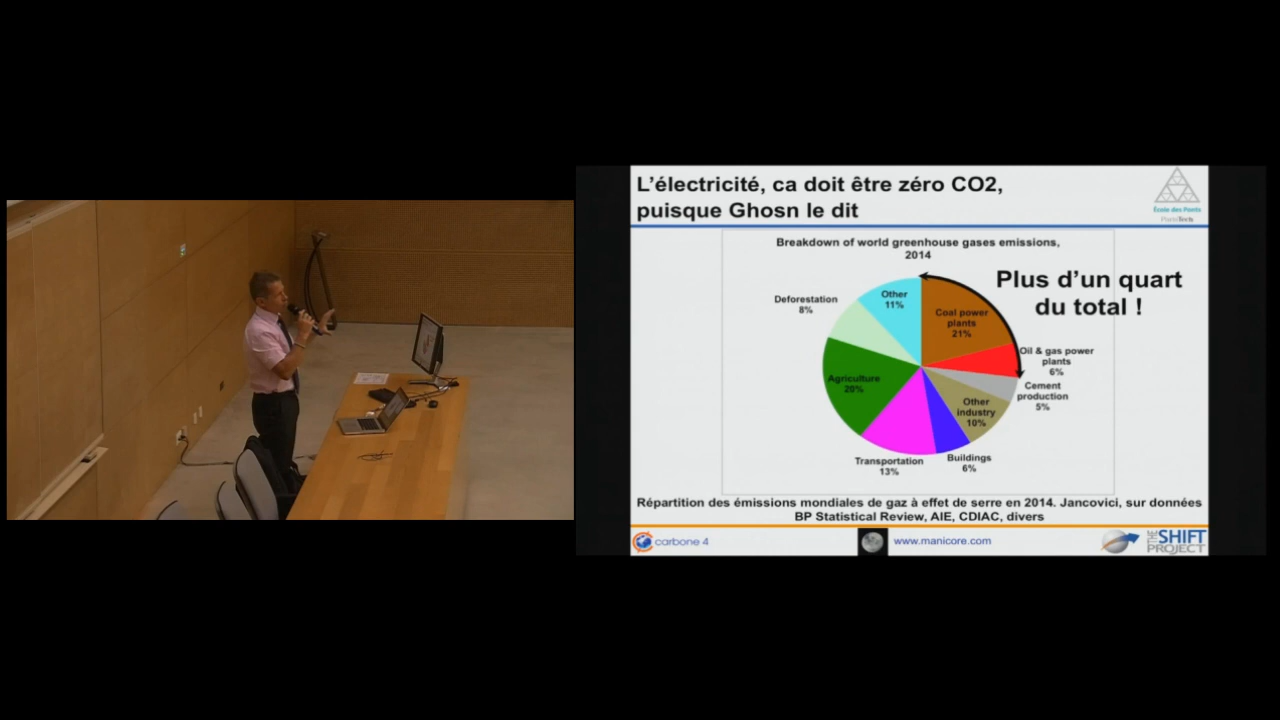 L'électricité, ca doit être zéro CO2,
puisque Ghosn le dit
École des Ponts
ParisTech
Breakdown of world greenhouse gases emissions,
2014
Plus d'un quart
du total !
Other
11%
Deforestation
8%
Coal power
plants
21%
Oil & gas power
plants
6%
Agriculture
20%
Cement
production
5%
Other
industry
10%
Transportation
13%
Buildings
6%
Répartition des émissions mondiales de gaz à effet de serre en 2014. Jancovici, sur données
BP Statistical Review, AIE, CDIAC, divers
carbone 4
www.manicore.com
THE SHIFT
PROJECT